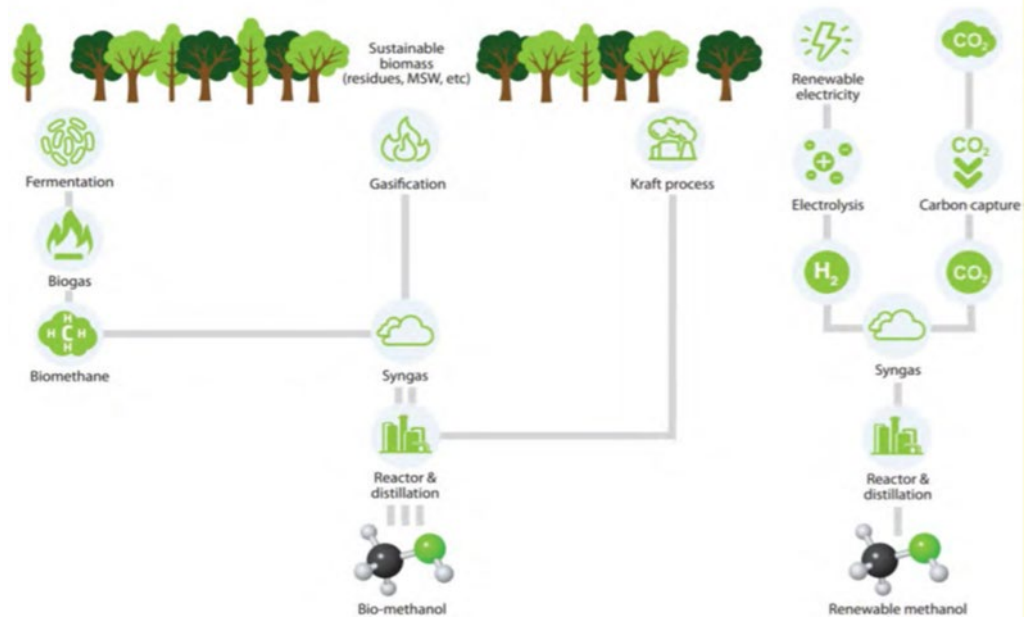 Sustainable
biomass
(residues, MSW, etc)
Renewable
electricity
CO₂
Fermentation
Gasification
Kraft process
CO₂
Electrolysis
Carbon capture
Biogas
H₂
CO₂
H
H C H
H
Biomethane
Syngas
Syngas
Reactor &
distillation
Reactor &
distillation
Bio-methanol
Renewable methanol